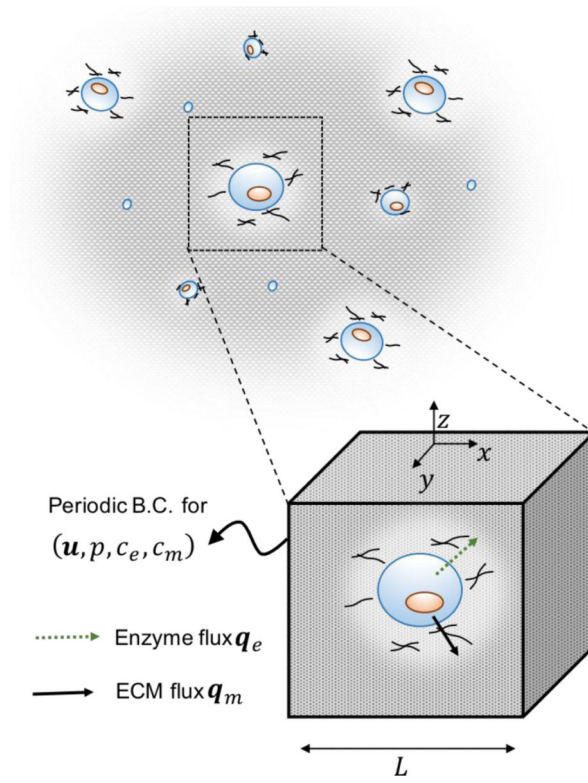 z
x
y
Periodic B.C. for
(u, p, c_e, c_m)
Enzyme flux q_e
ECM flux q_m
L